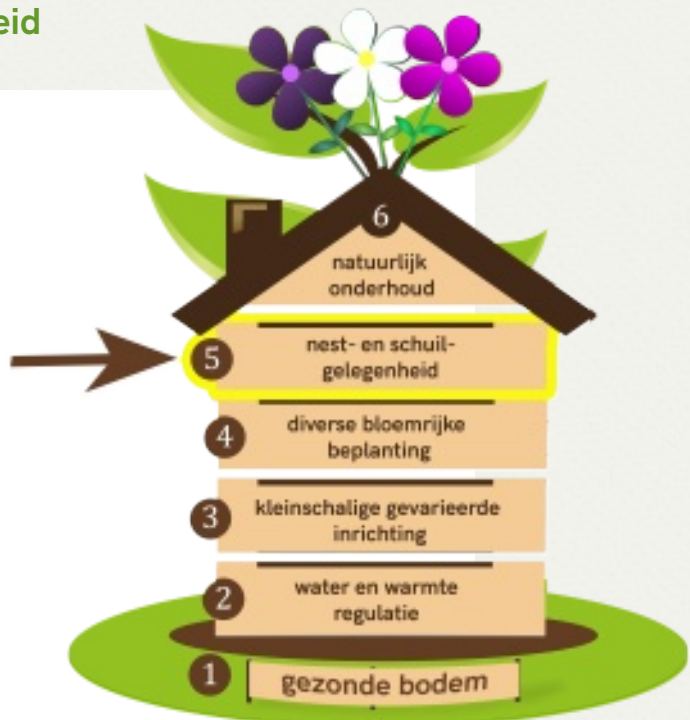 eid
6
natuurlijk
onderhoud
5
nest- en schuil-
gelegenheid
4
diverse bloemrijke
beplanting
3
kleinschalige gevarieerde
inrichting
2
water en warmte
regulatie
1
gezonde bodem